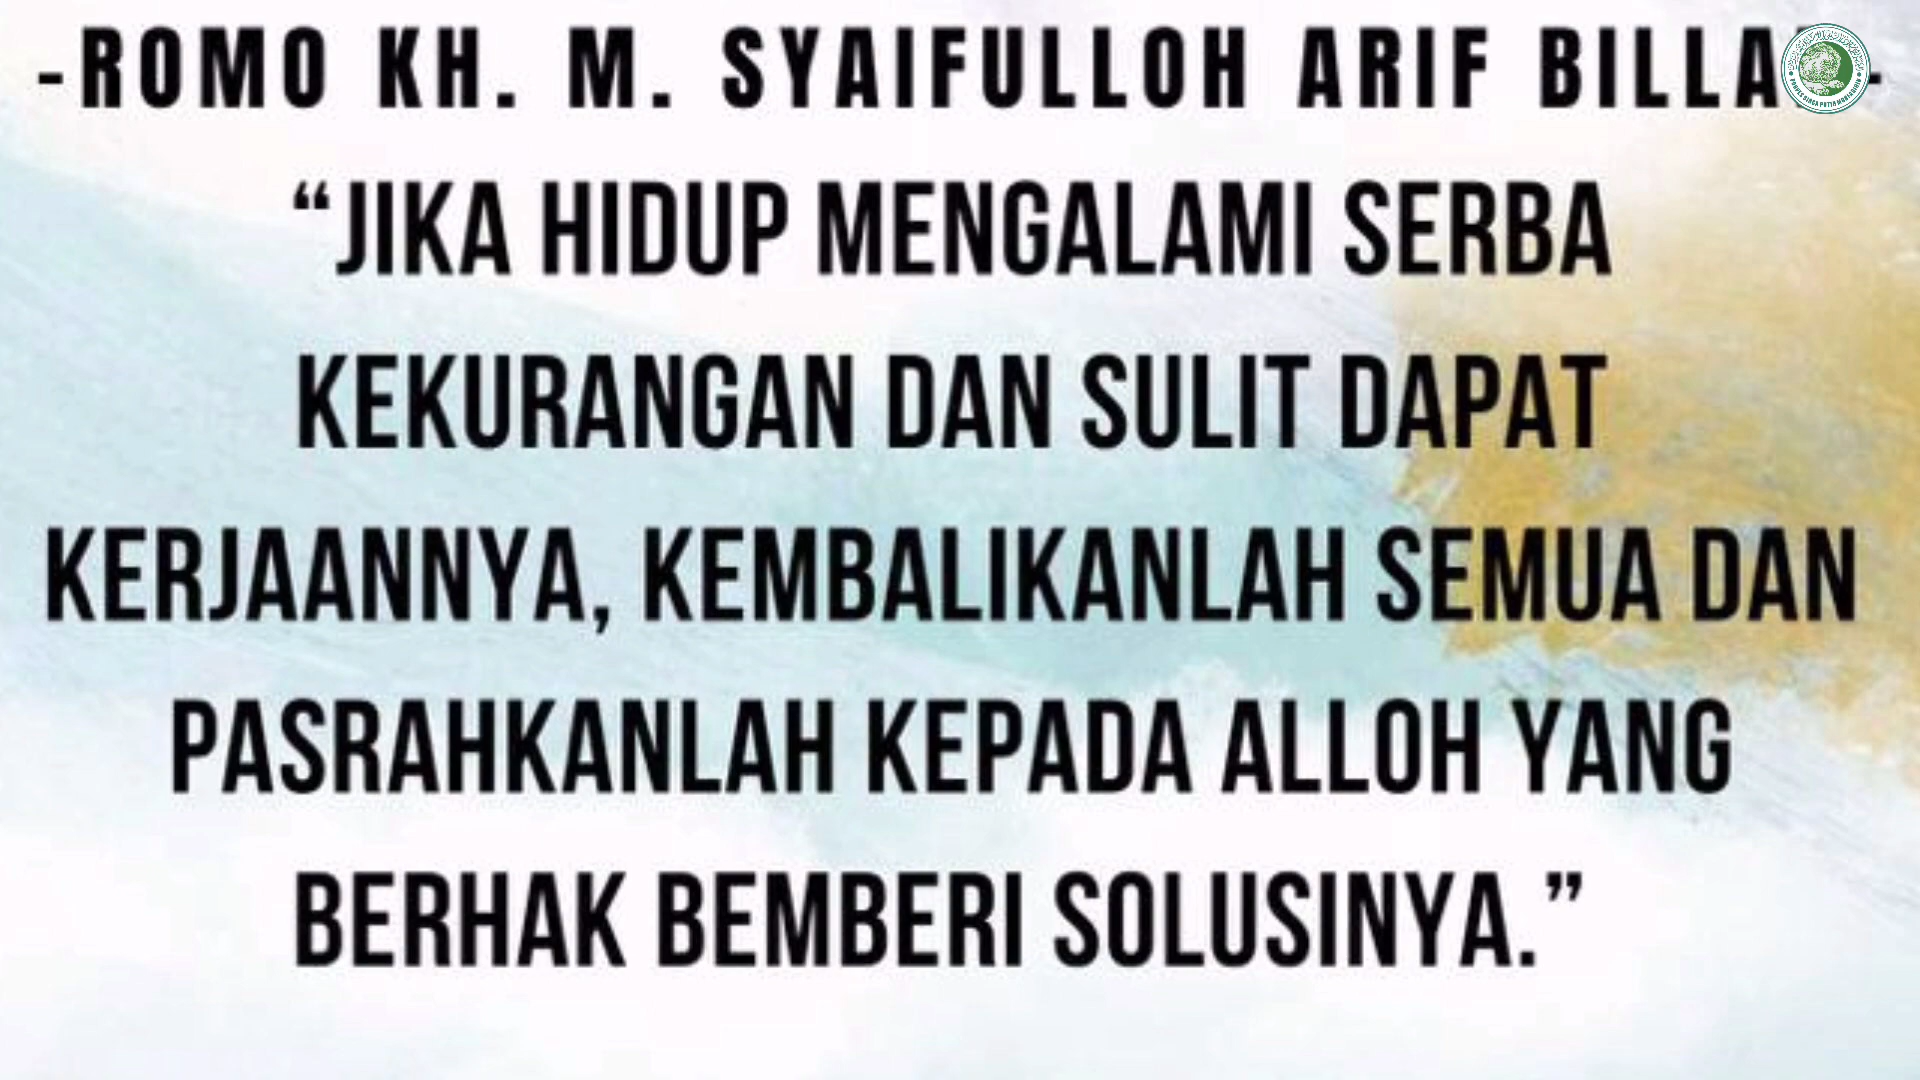 -ROMO KH. M. SYAIFULLOH ARIF
“JIKA HIDUP MENGALAMI SERBA
KEKURANGAN DAN SULIT DAPAT
KERJAANNYA, KEMBALIKANLAH SEMUA DAN
PASRAHKANLAH KEPADA ALLOH YANG
BERHAK BEMBERI SOLUSINYA.”